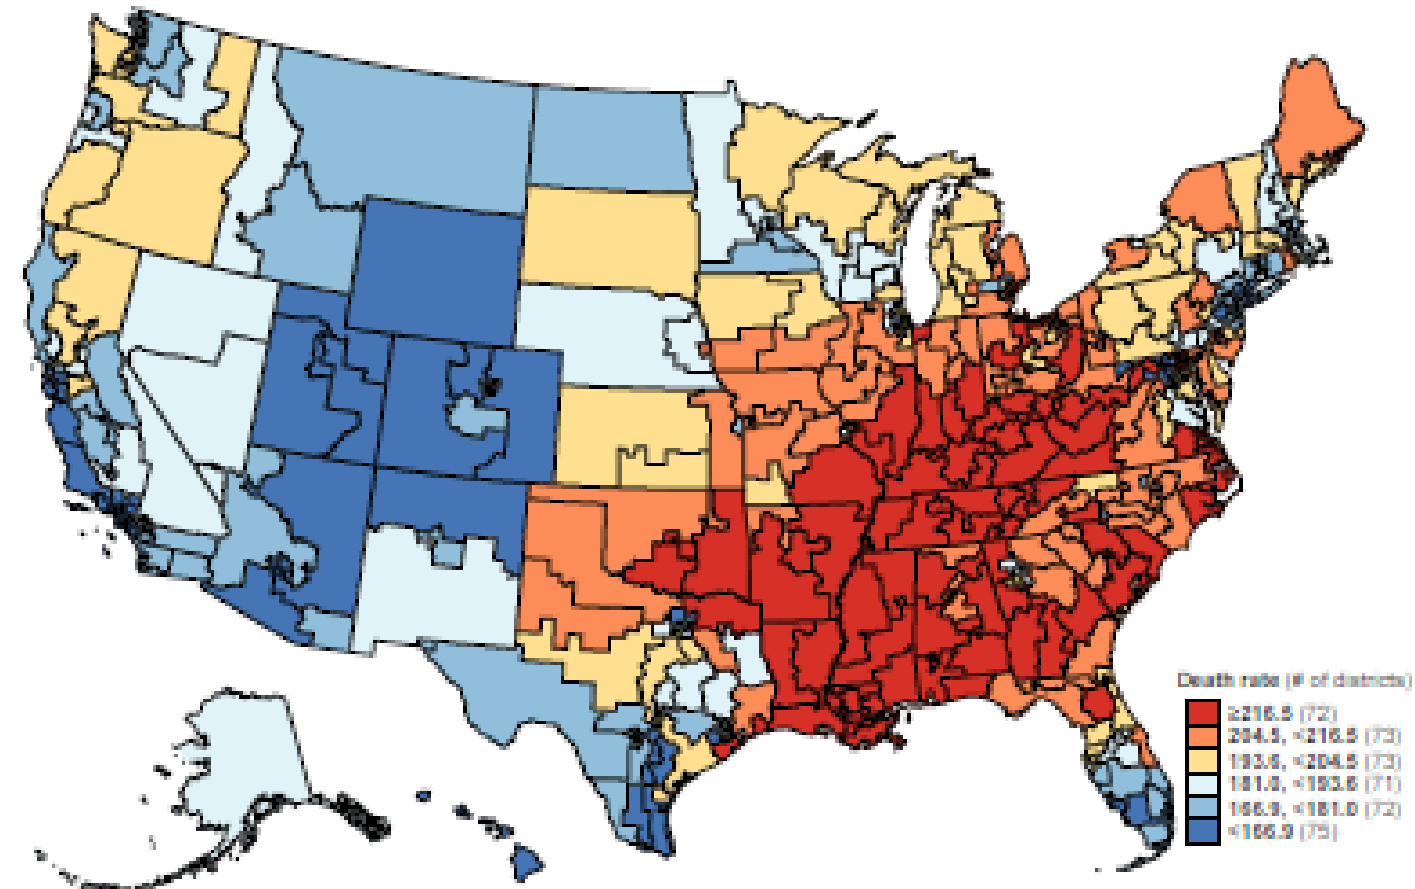 Death rate (# of districts)
≥216.5 (72)
204.5, <216.5 (73)
193.6, <204.5 (73)
181.0, <193.6 (71)
166.9, <181.0 (72)
<166.9 (75)